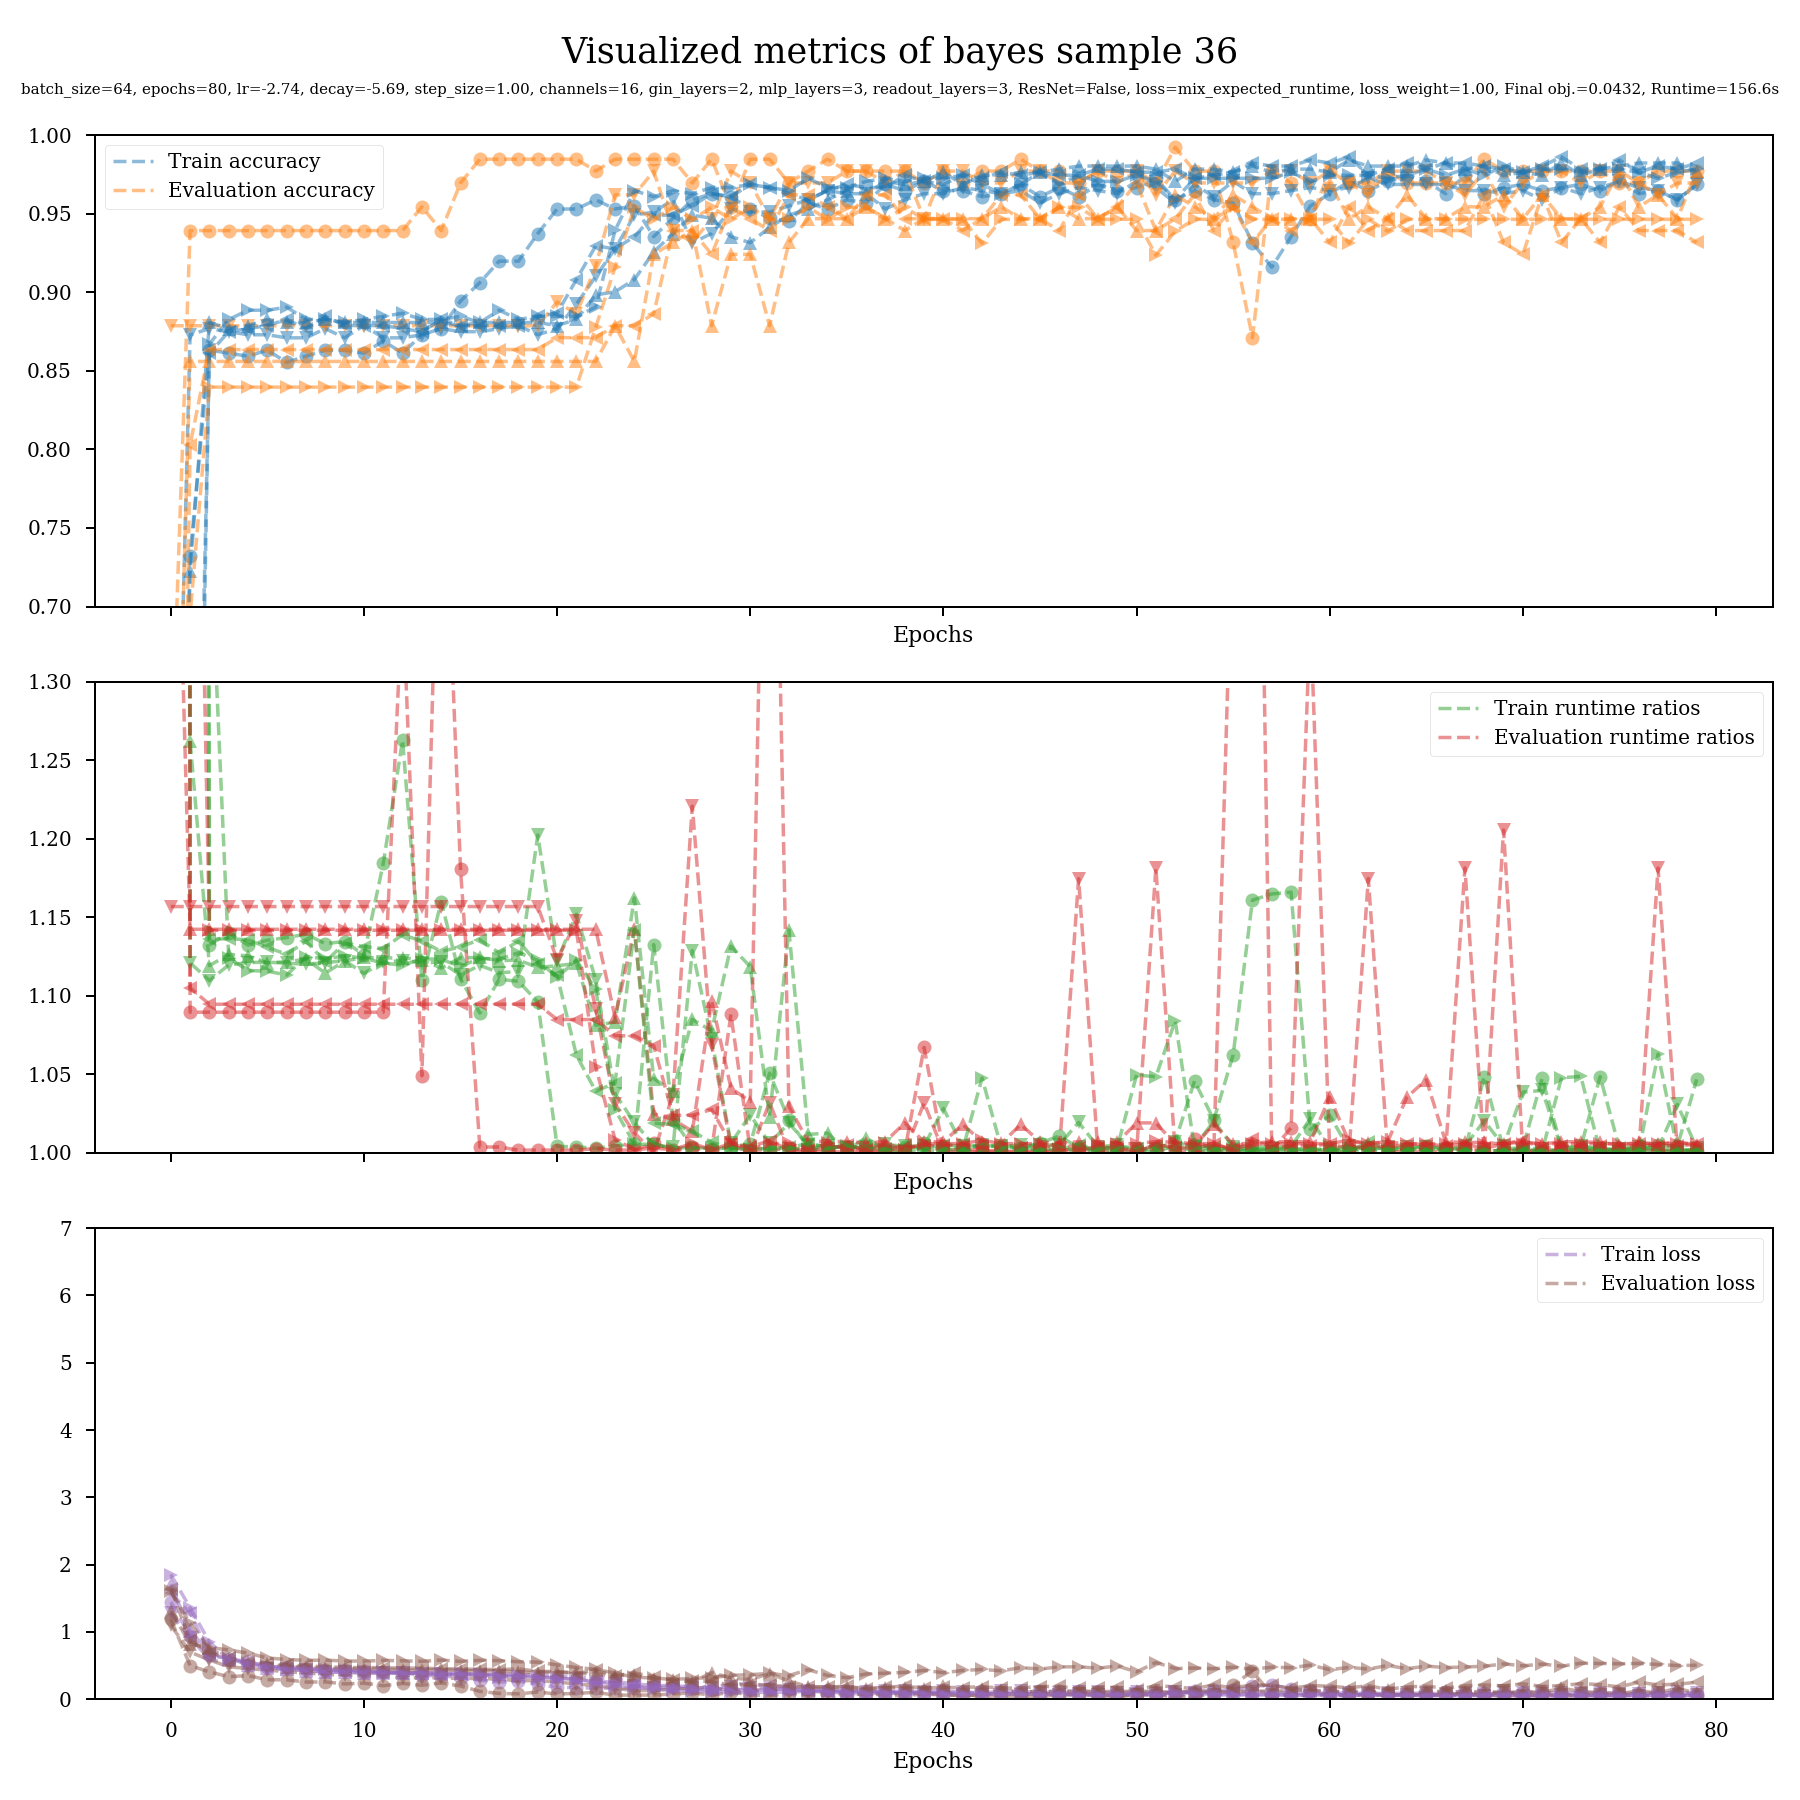 Visualized metrics of bayes sample 36
batch_size=64, epochs=80, lr=-2.74, decay=-5.69, step_size=1.00, channels=16, gin_layers=2, mlp_layers=3, readout_layers=3, ResNet=False, loss=mix_expected_runtime, loss_weight=1.00, Final obj.=0.0432, Runtime=156.6s
1.00
0.95
0.90
0.85
0.80
0.75
0.70
Train accuracy
Evaluation accuracy
Epochs
1.30
1.25
1.20
1.15
1.10
1.05
1.00
Train runtime ratios
Evaluation runtime ratios
Epochs
7
6
5
4
3
2
1
0
Train loss
Evaluation loss
0 10 20 30 40 50 60 70 80
Epochs